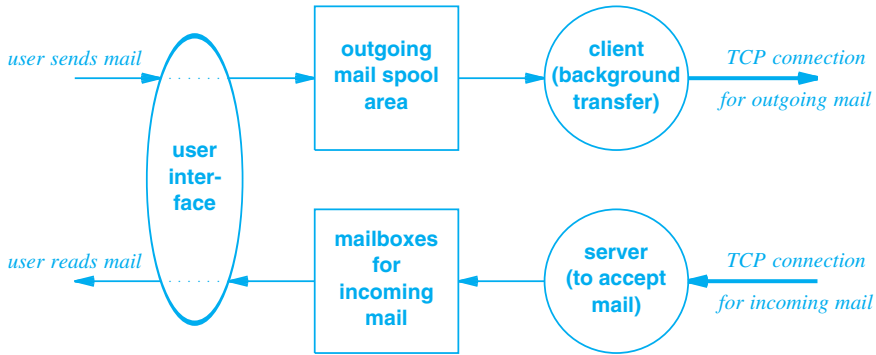 user sends mail
user
inter-
face
outgoing
mail spool
area
client
(background
transfer)
TCP connection
for outgoing mail
user reads mail
mailboxes
for
incoming
mail
server
(to accept
mail)
TCP connection
for incoming mail